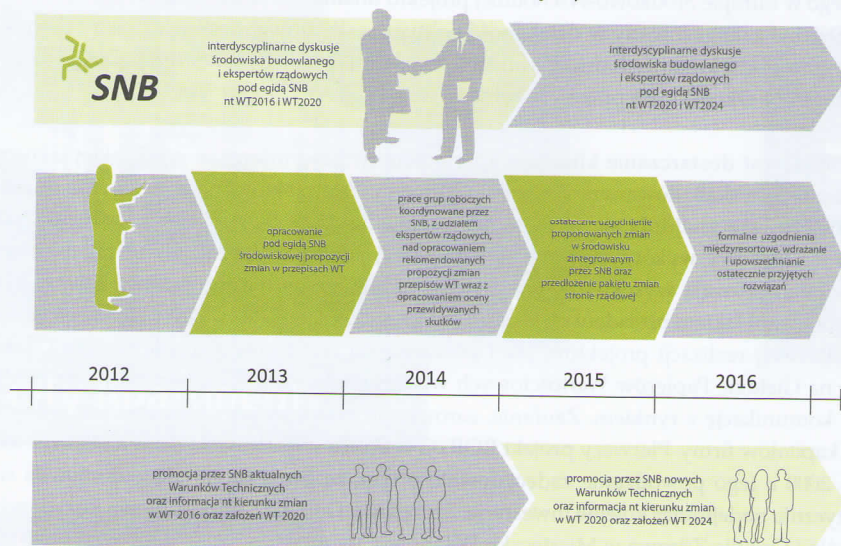 SNB
interdyscyplinarne dyskusje
środowiska budowlanego
i ekspertów rządowych
pod egidą SNB
nt WT2016 i WT2020
interdyscyplinarne dyskusje
środowiska budowlanego
i ekspertów rządowych
pod egidą SNB
nt WT2020 i WT2024
opracowanie
pod egidą SNB
środowiskowej propozycji
zmian w przepisach WT
prace grup roboczych
koordynowane przez
SNB, z udziałem
ekspertów rządowych,
nad opracowaniem
rekomendowanych
propozycji zmian
przepisów WT wraz z
opracowaniem oceny
przewidywanych
skutków
ostateczne uzgodnienie
proponowanych zmian
w środowisku
zintegrowanym
przez SNB oraz
przedłożenie pakietu zmian
stronie rządowej
formalne uzgodnienia
międzyresortowe, wdrażanie
i upowszechnianie
ostatecznie przyjętych
rozwiązań
2012 2013 2014 2015 2016
promocja przez SNB aktualnych
Warunków Technicznych
oraz informacja nt kierunku zmian
w WT 2016 oraz założeń WT 2020
promocja przez SNB nowych
Warunków Technicznych
oraz informacja nt kierunku zmian
w WT 2020 oraz założeń WT 2024